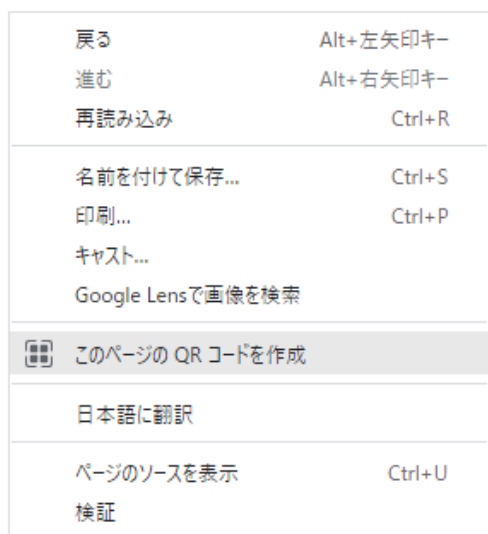 戻る Alt+左矢印キー
進む Alt+右矢印キー
再読み込み Ctrl+R
名前を付けて保存... Ctrl+S
印刷... Ctrl+P
キャスト...
Google Lensで画像を検索
このページの QR コードを作成
日本語に翻訳
ページのソースを表示 Ctrl+U
検証